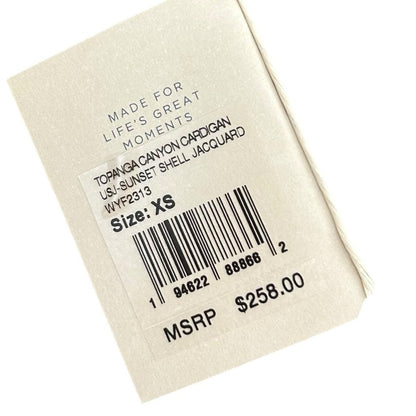 MADE FOR
LIFE'S GREAT
MOMENTS
TOPANGA CANYON CARDIGAN
USJ-SUNSET SHELL JACQUARD
WYF2313
Size: XS
1 94622 88866 2
MSRP $258.00